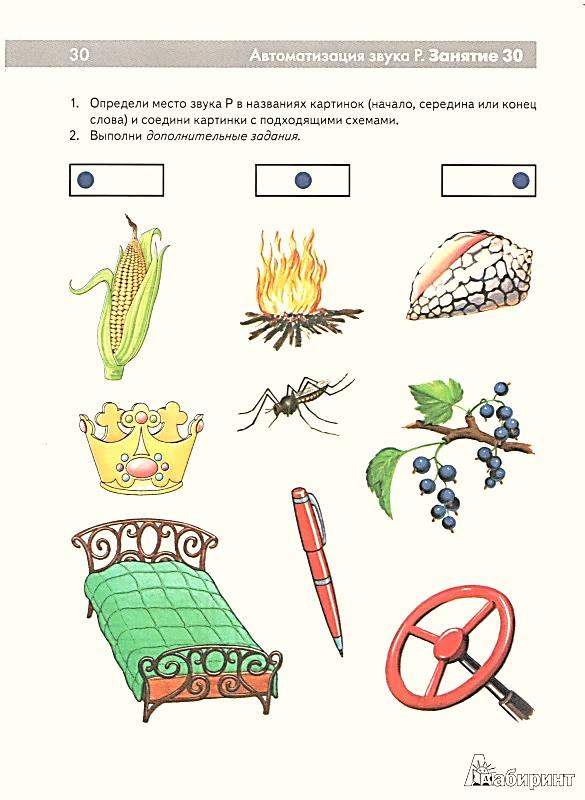 30
Автоматизация звука Р. Занятие 30
1. Определи место звука Р в названиях картинок (начало, середина или конец
слова) и соедини картинки с подходящими схемами.
2. Выполни дополнительные задания.
Лабиринт